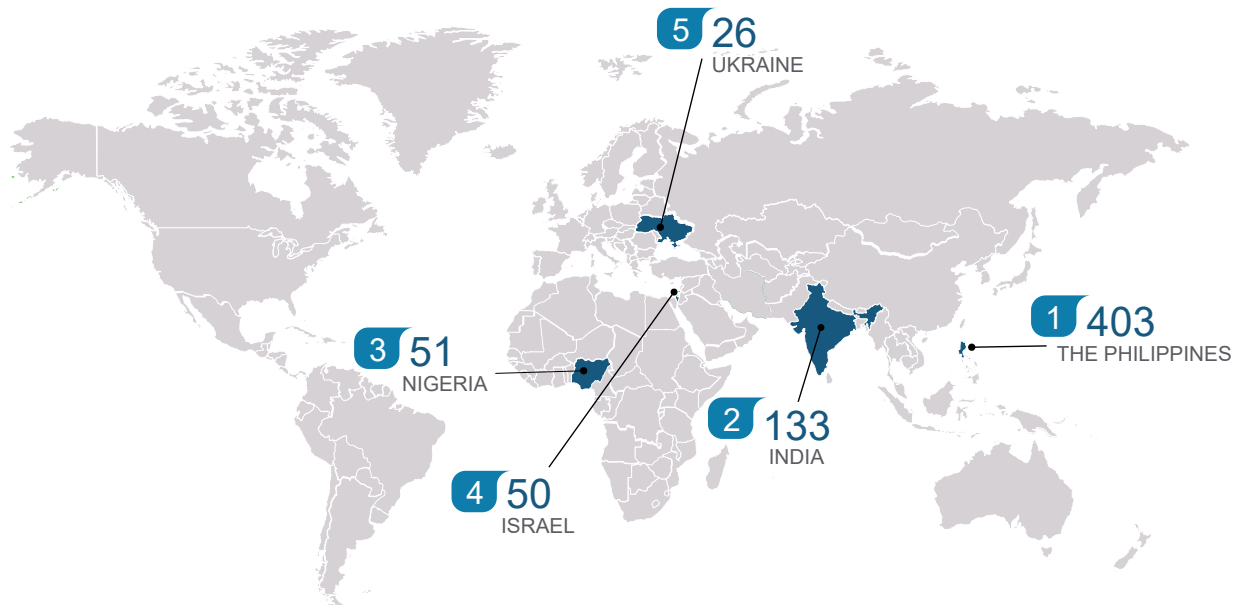 5 26
UKRAINE
1 403
THE PHILIPPINES
3 51
NIGERIA
2 133
INDIA
4 50
ISRAEL